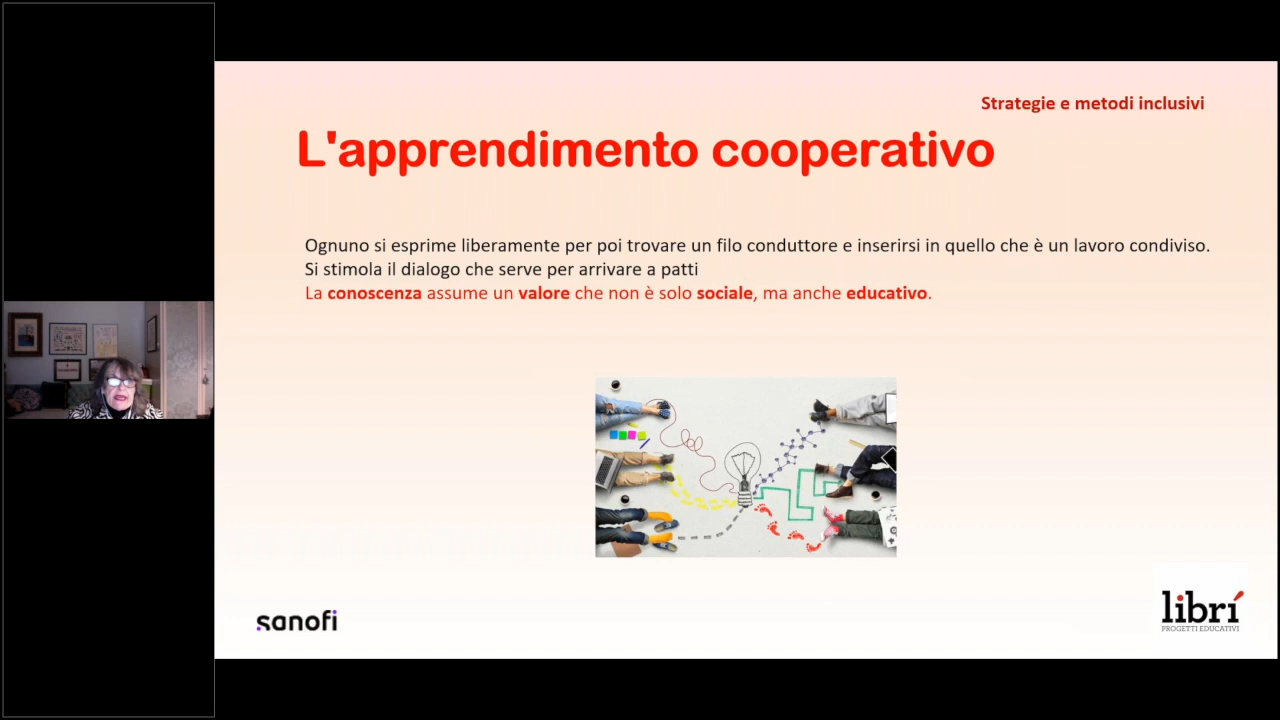 Strategie e metodi inclusivi
L'apprendimento cooperativo
Ognuno si esprime liberamente per poi trovare un filo conduttore e inserirsi in quello che è un lavoro condiviso.
Si stimola il dialogo che serve per arrivare a patti
La conoscenza assume un valore che non è solo sociale, ma anche educativo.
sanofi
librí
PROGETTI EDUCATIVI